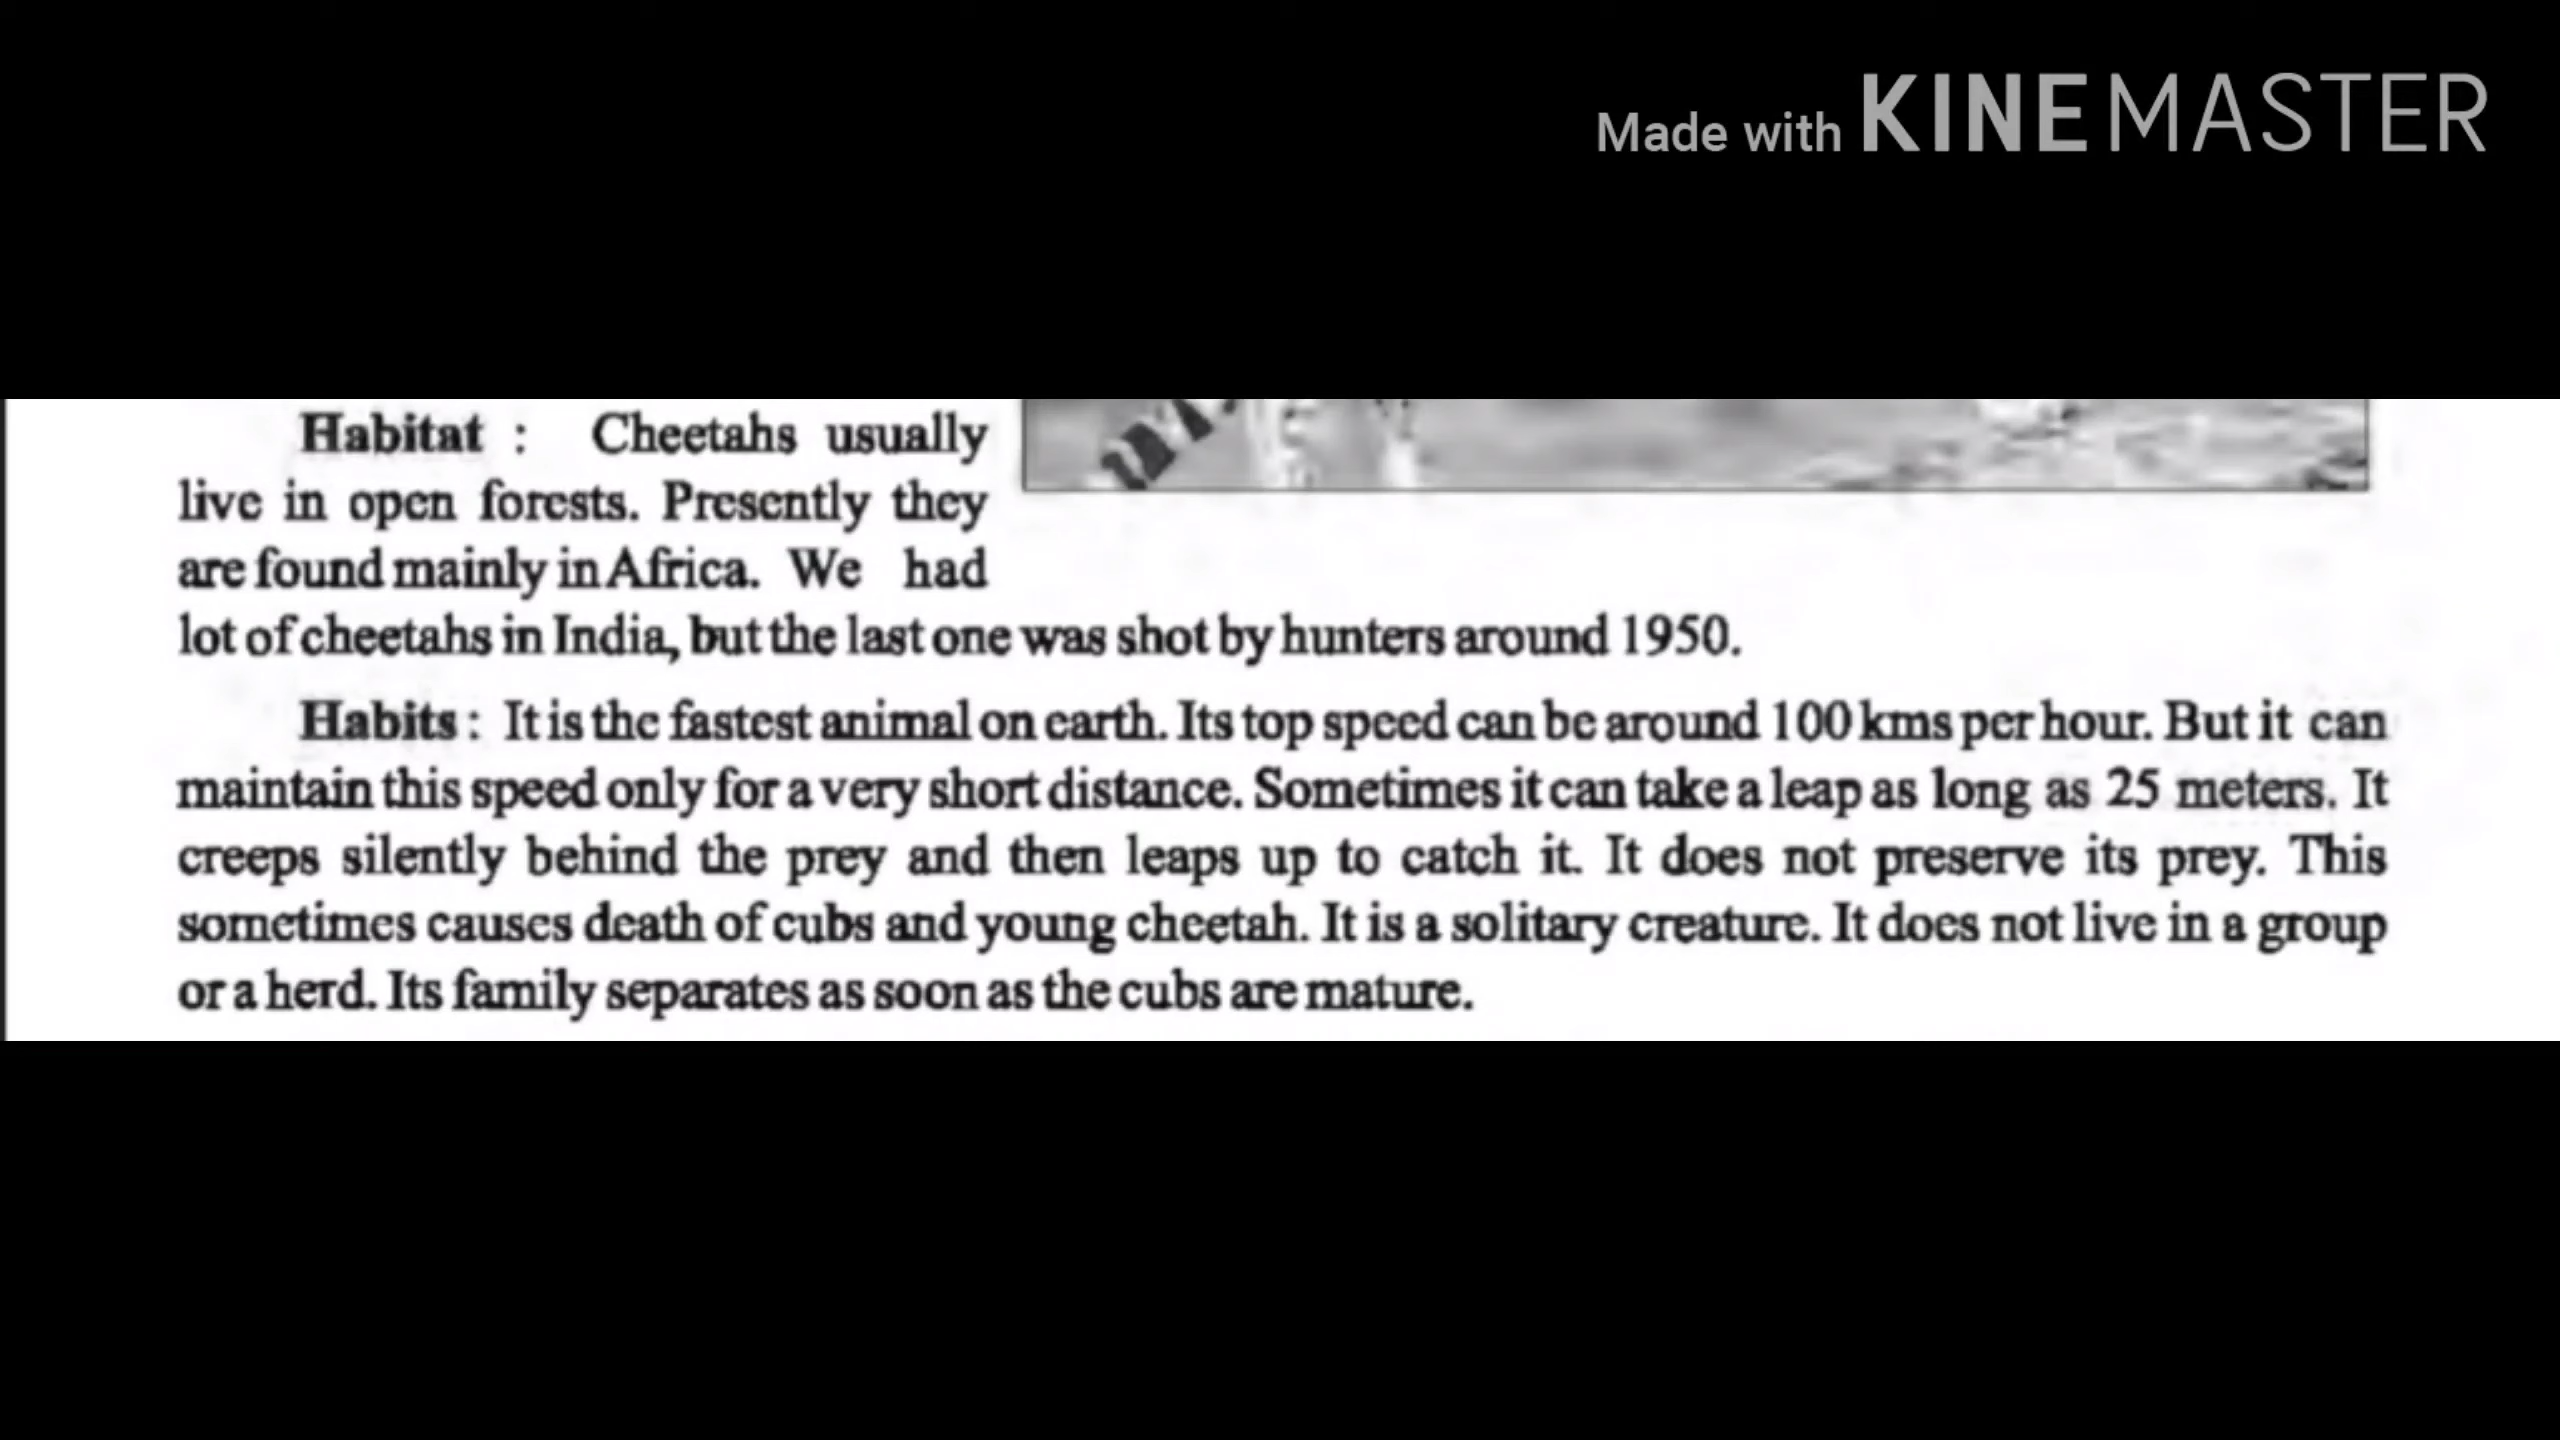 Made with KINEMASTER
Habitat : Cheetahs usually
live in open forests. Presently they
are found mainly in Africa. We had
lot of cheetahs in India, but the last one was shot by hunters around 1950.
Habits : It is the fastest animal on earth. Its top speed can be around 100 kms per hour. But it can
maintain this speed only for a very short distance. Sometimes it can take a leap as long as 25 meters. It
creeps silently behind the prey and then leaps up to catch it. It does not preserve its prey. This
sometimes causes death of cubs and young cheetah. It is a solitary creature. It does not live in a group
or a herd. Its family separates as soon as the cubs are mature.